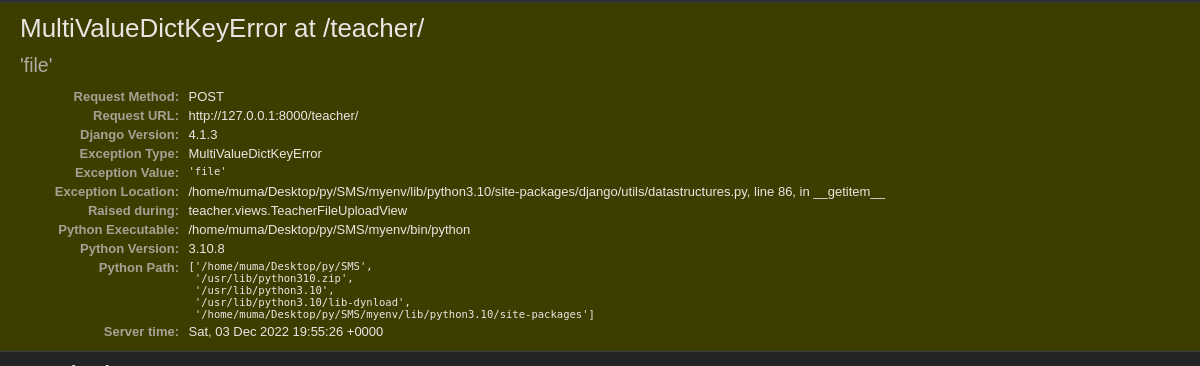 MultiValueDictKeyError at /teacher/
'file'
Request Method: POST
Request URL: http://127.0.0.1:8000/teacher/
Django Version: 4.1.3
Exception Type: MultiValueDictKeyError
Exception Value: 'file'
Exception Location: /home/muma/Desktop/py/SMS/myenv/lib/python3.10/site-packages/django/utils/datastructures.py, line 86, in __getitem__
Raised during: teacher.views.TeacherFileUploadView
Python Executable: /home/muma/Desktop/py/SMS/myenv/bin/python
Python Version: 3.10.8
Python Path: ['/home/muma/Desktop/py/SMS',
'/usr/lib/python310.zip',
'/usr/lib/python3.10',
'/usr/lib/python3.10/lib-dynload',
'/home/muma/Desktop/py/SMS/myenv/lib/python3.10/site-packages']
Server time: Sat, 03 Dec 2022 19:55:26 +0000